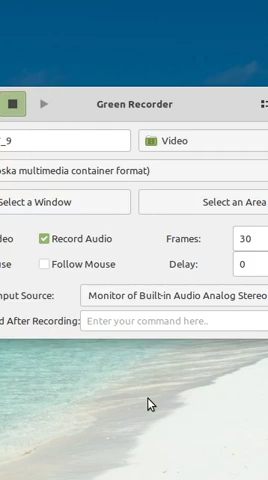 Green Recorder
_9
Video
ska multimedia container format)
Select a Window
Select an Area
deo
Record Audio
Frames:
30
use
Follow Mouse
Delay:
0
nput Source:
Monitor of Built-in Audio Analog Stereo
d After Recording:
Enter your command here..